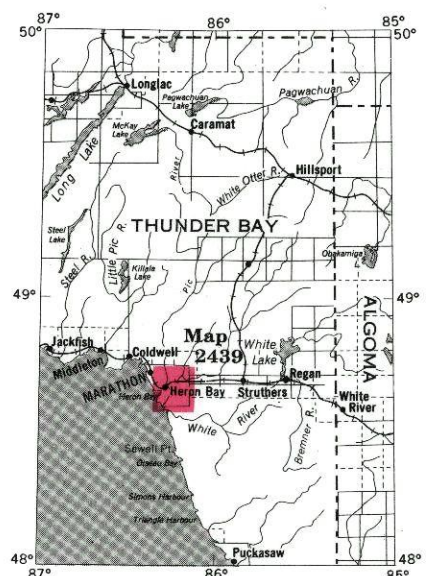 87° 86° 85°
50° 50°
Longlac
Pagwachuan
Lake
Pagwachuan R.
McKay
Lake
Caramat
Long Lake
River
White Otter R.
Hillsport
THUNDER BAY
Steel
Lake
Steel R.
Little Pic R.
Killala
Lake
Obakamiga
L.
Pic
49° 49°
ALGOMA
Map
2439
Jackfish
Middleton
Coldwell
White
Lake
MARATHON
Heron Bay
Heron Bay
Struthers
Regan
White
River
White River
Bremner R.
Sewell Pt.
Oiseau Bay
Simons Harbour
Triangle Harbour
Puckasaw
48° 48°
87° 86° 85°